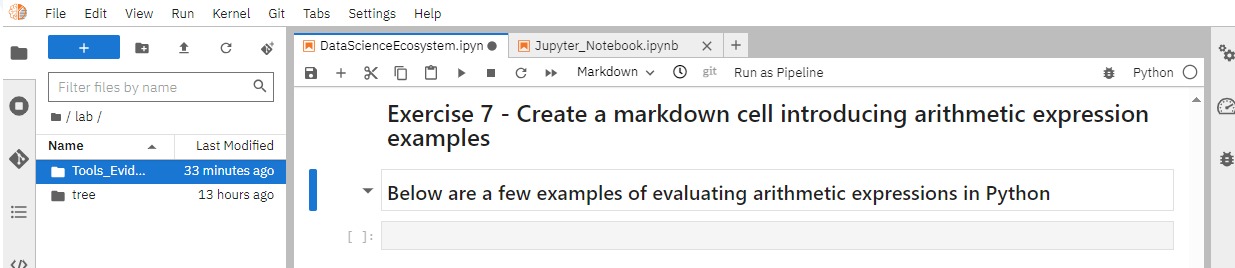 File Edit View Run Kernel Git Tabs Settings Help
DataScienceEcosystem.ipyn
Jupyter_Notebook.ipynb
Markdown git Run as Pipeline Python
Filter files by name
/ lab /
Name Last Modified
Tools_Evid... 33 minutes ago
tree 13 hours ago
Exercise 7 - Create a markdown cell introducing arithmetic expression
examples
Below are a few examples of evaluating arithmetic expressions in Python
[ ]: